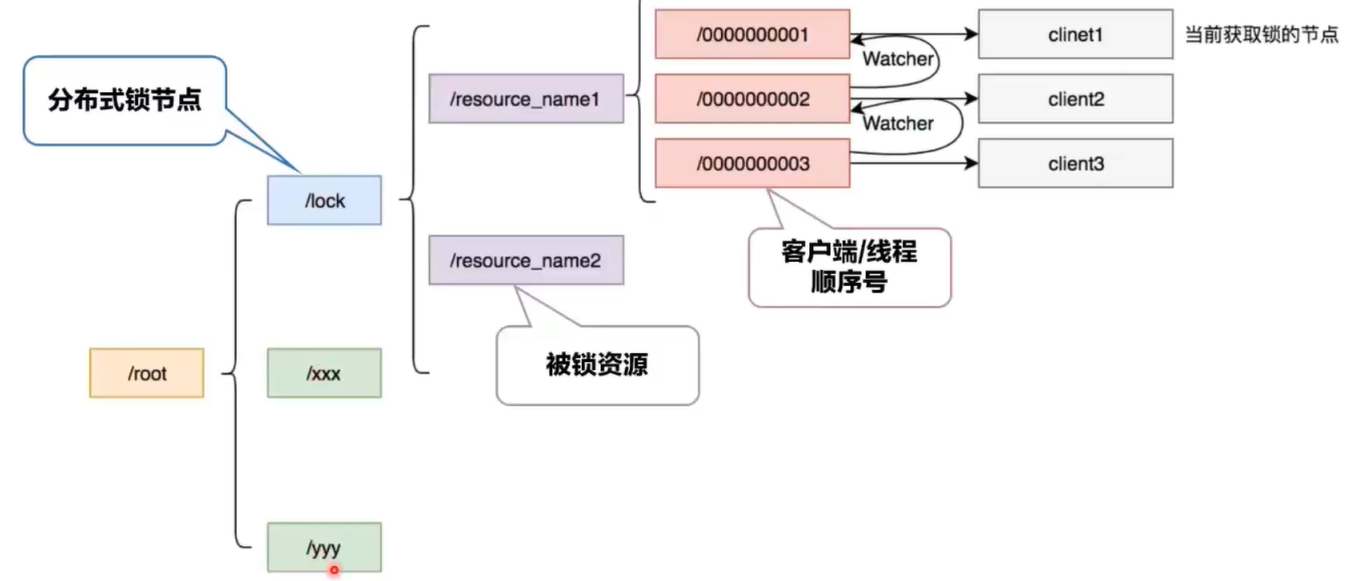 /0000000001
clinet1
当前获取锁的节点
Watcher
分布式锁节点
/resource_name1
/0000000002
client2
Watcher
/0000000003
client3
/lock
客户端/线程
顺序号
/resource_name2
被锁资源
/root
/xxx
/yyy